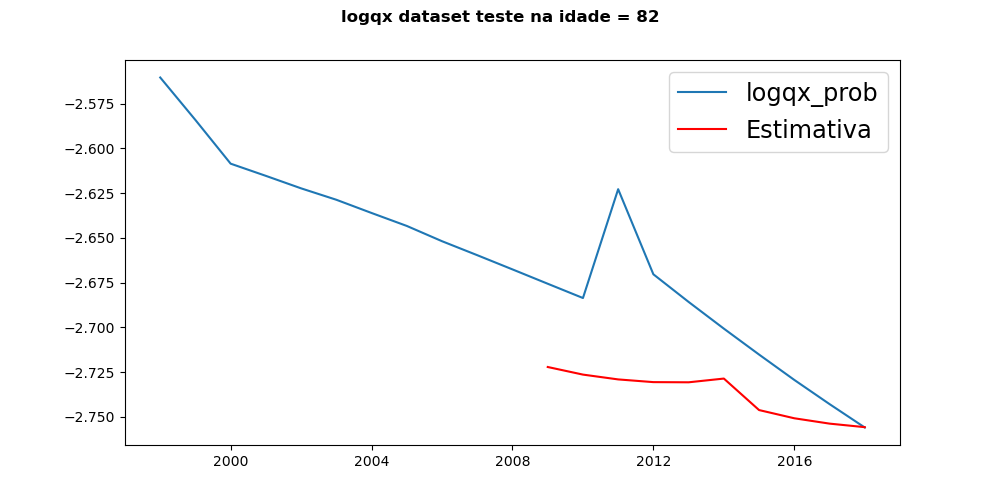 logqx dataset teste na idade = 82
logqx_prob
Estimativa
−2.575
−2.600
−2.625
−2.650
−2.675
−2.700
−2.725
−2.750
2000 2004 2008 2012 2016